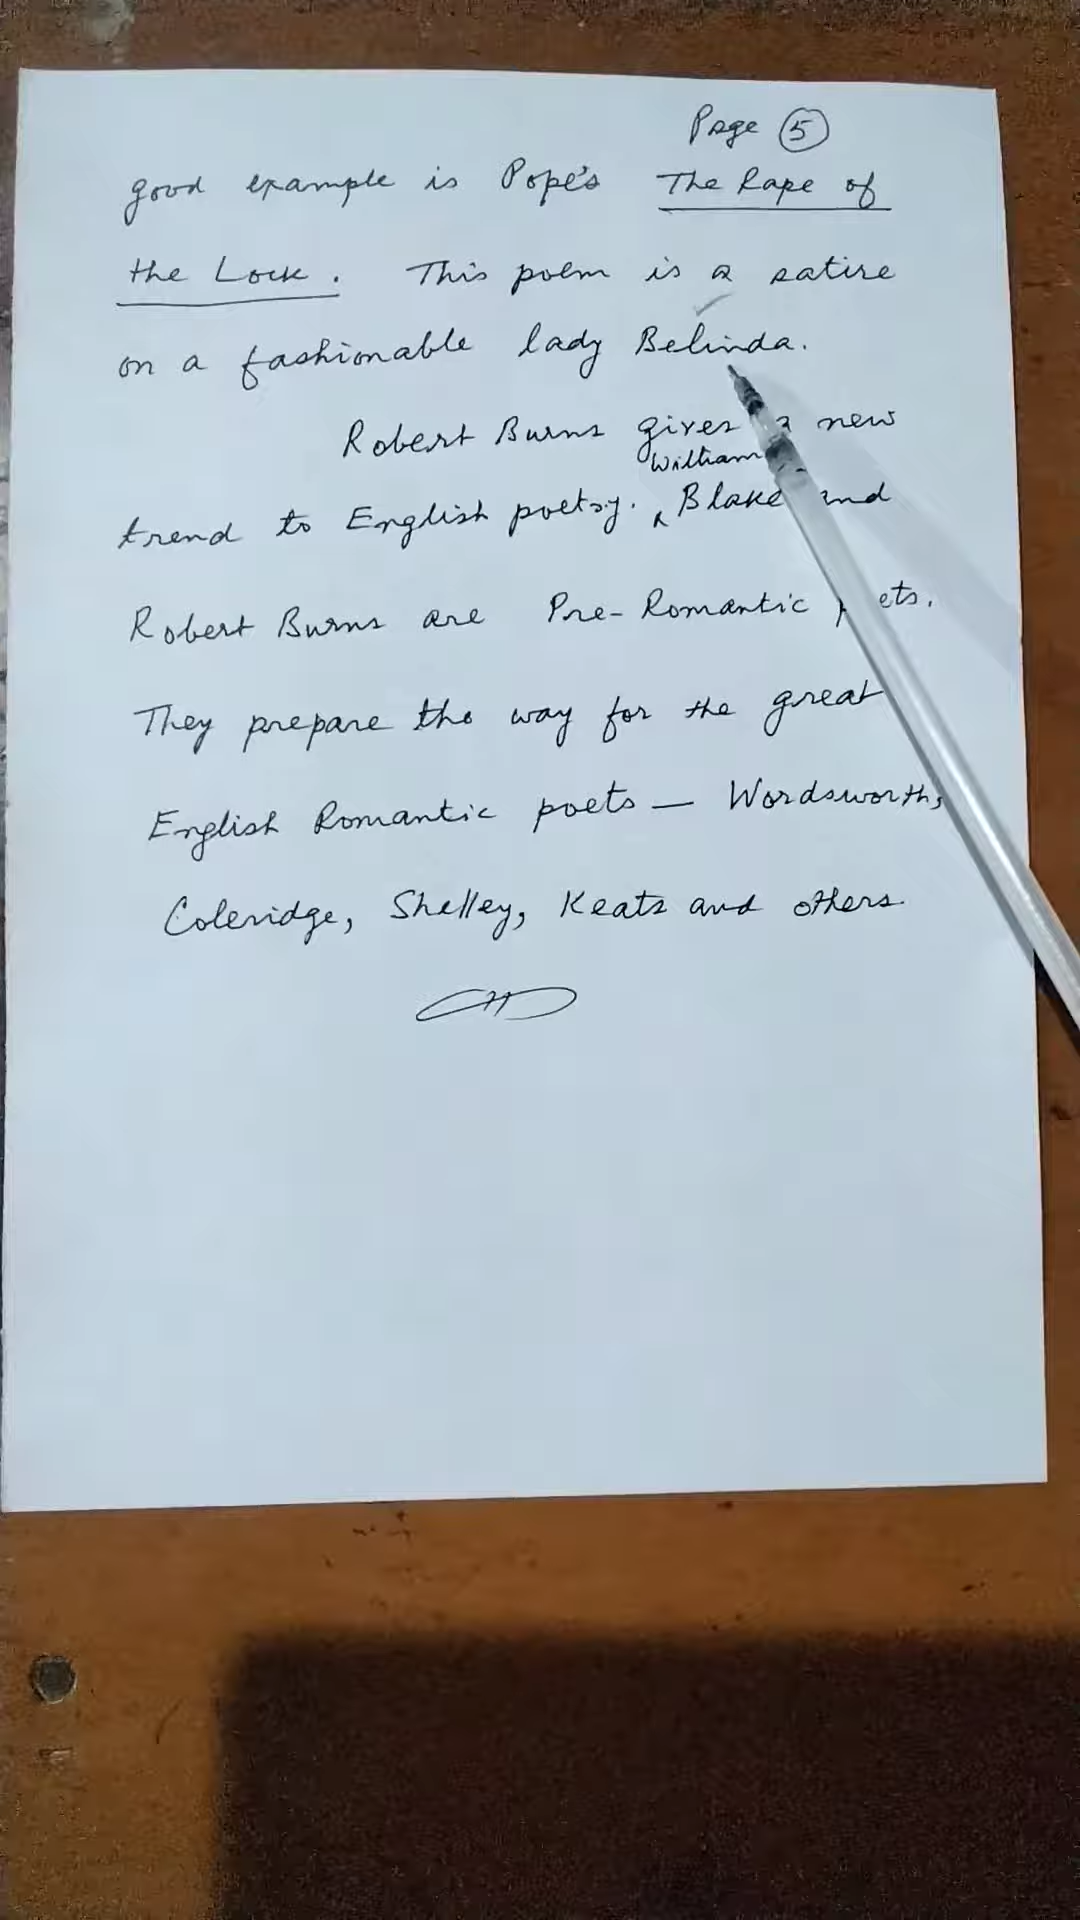 Page 5
good example is Pope's The Rape of
the Lock. This poem is a satire
on a fashionable lady Belinda.
Robert Burns gives a new
William
trend to English poetry. ^ Blake and
Robert Burns are Pre-Romantic poets.
They prepare the way for the great
English Romantic poets — Wordsworth,
Coleridge, Shelley, Keats and others.